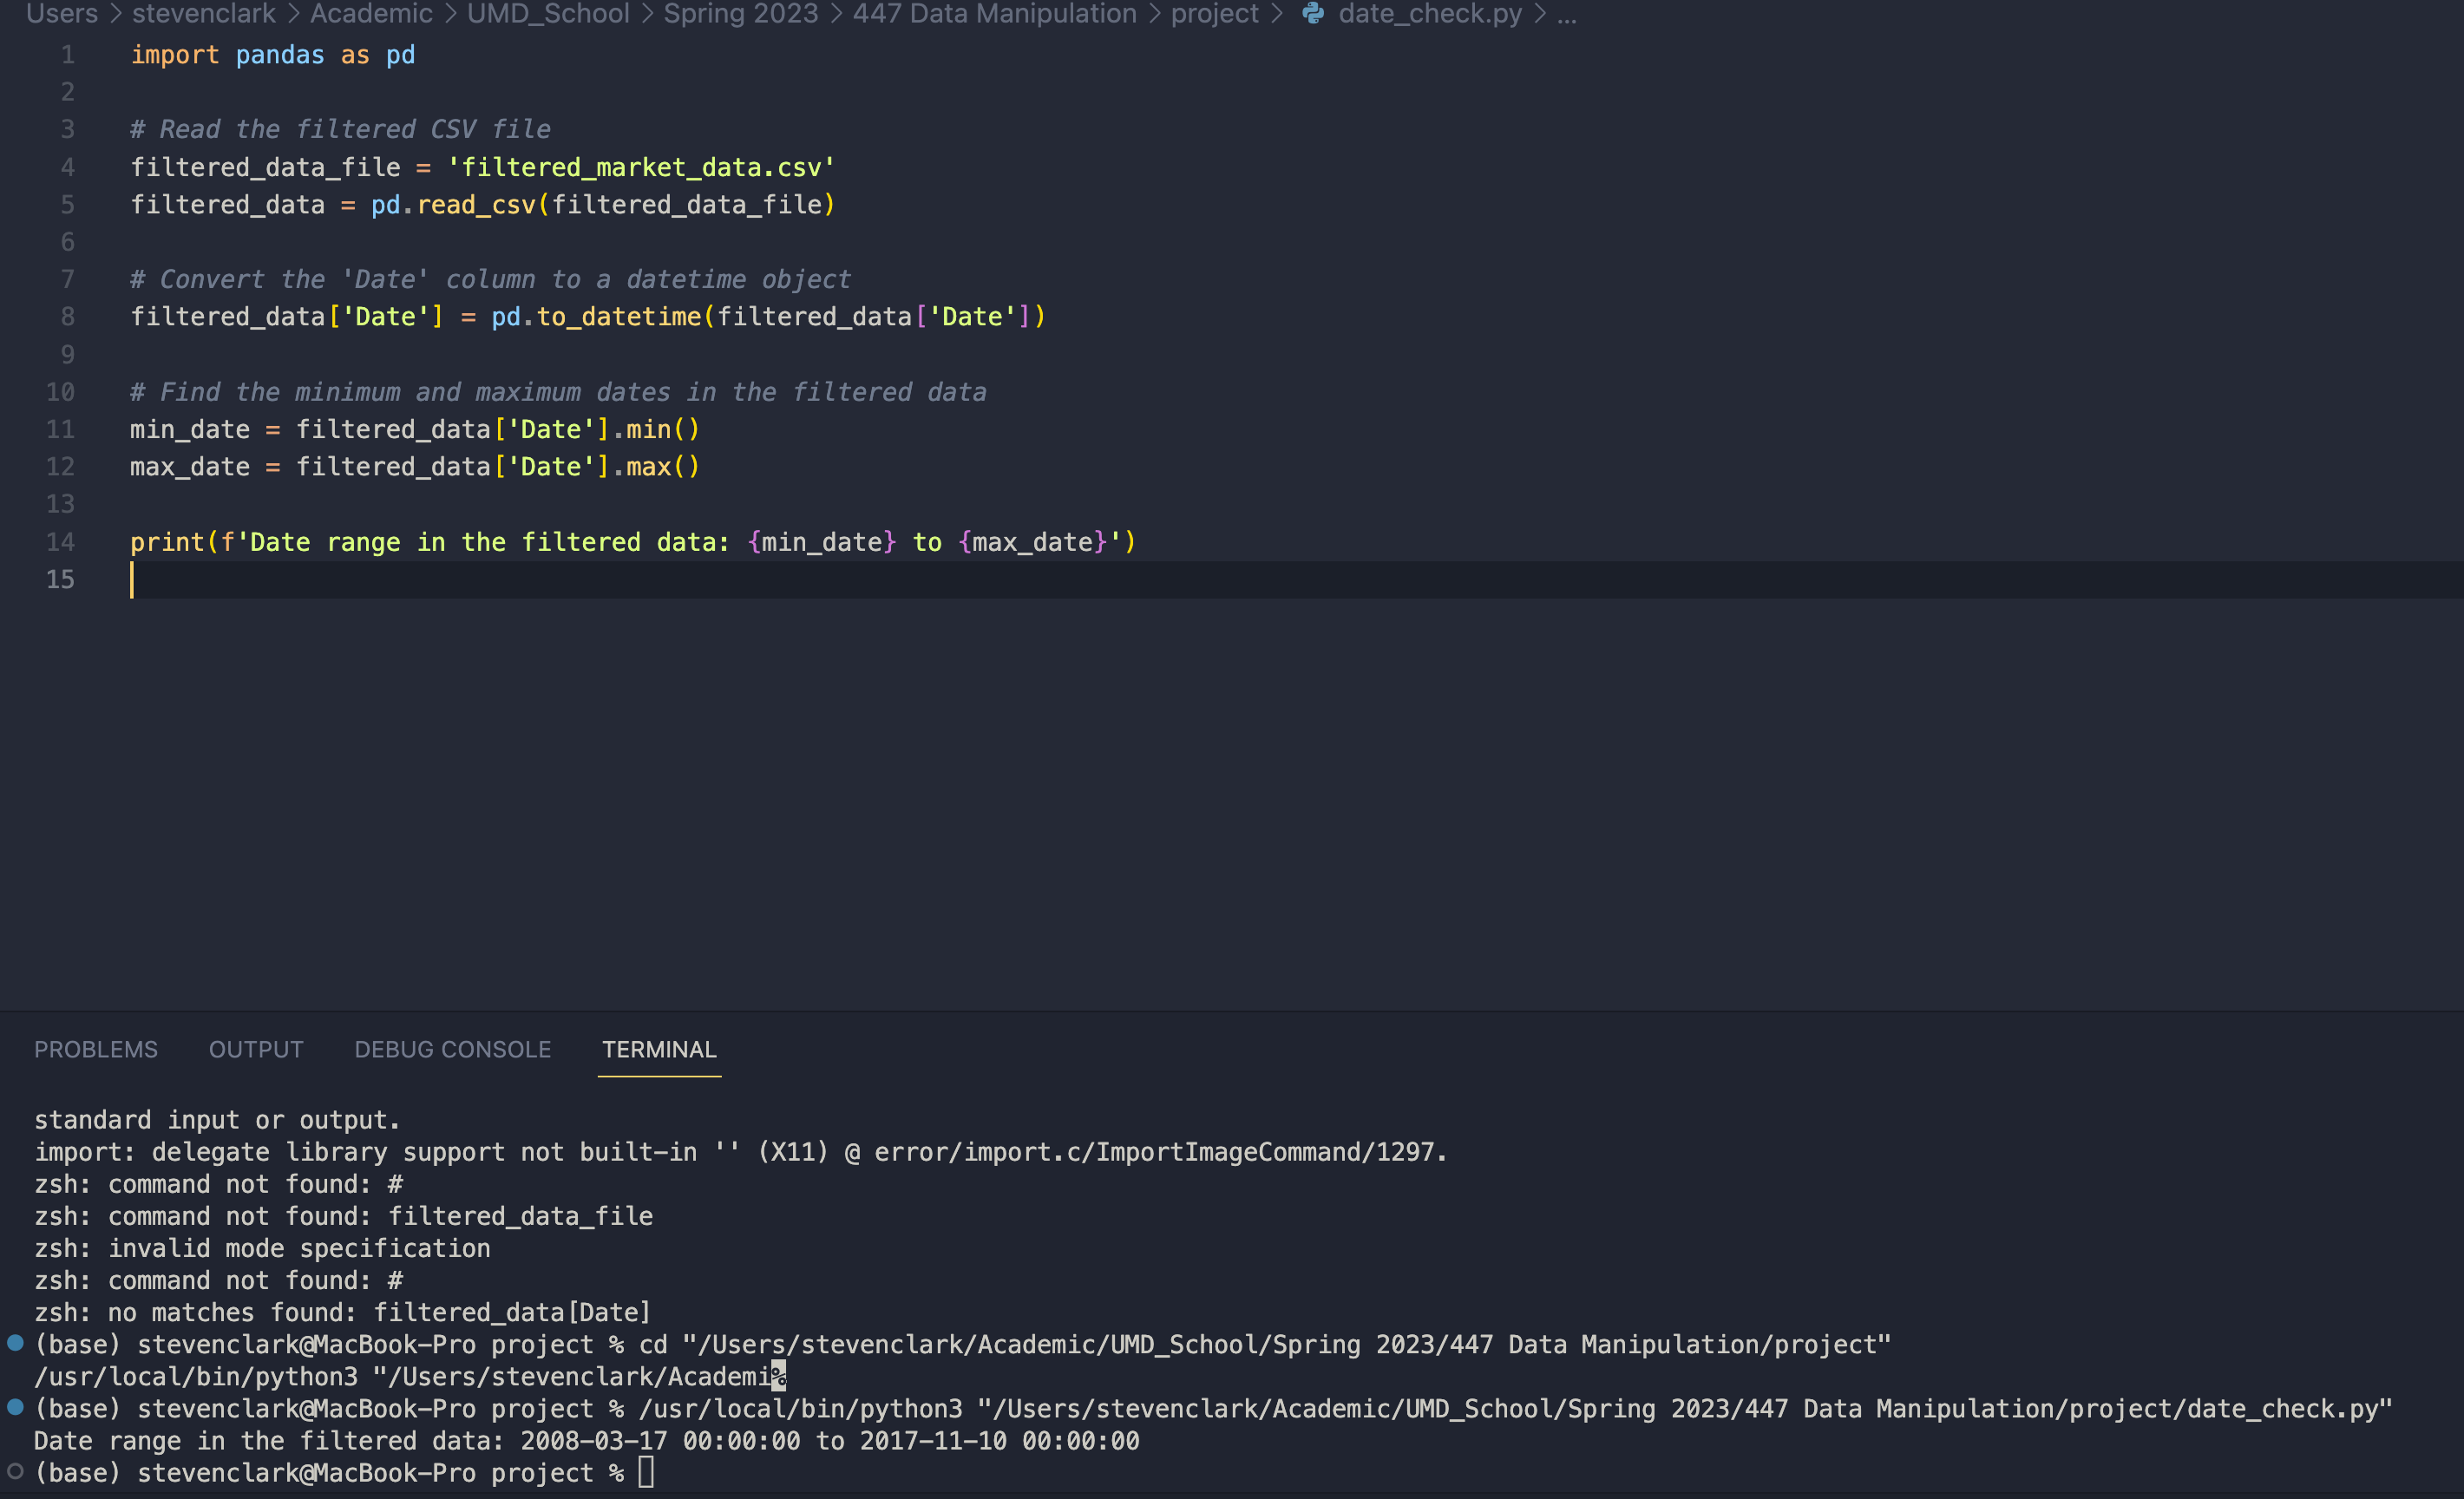 Users > stevenclark > Academic > UMD_School > Spring 2023 > 447 Data Manipulation > project > date_check.py > ...
1 import pandas as pd
2
3 # Read the filtered CSV file
4 filtered_data_file = 'filtered_market_data.csv'
5 filtered_data = pd.read_csv(filtered_data_file)
6
7 # Convert the 'Date' column to a datetime object
8 filtered_data['Date'] = pd.to_datetime(filtered_data['Date'])
9
10 # Find the minimum and maximum dates in the filtered data
11 min_date = filtered_data['Date'].min()
12 max_date = filtered_data['Date'].max()
13
14 print(f'Date range in the filtered data: {min_date} to {max_date}')
15
PROBLEMS OUTPUT DEBUG CONSOLE TERMINAL
standard input or output.
import: delegate library support not built-in '' (X11) @ error/import.c/ImportImageCommand/1297.
zsh: command not found: #
zsh: command not found: filtered_data_file
zsh: invalid mode specification
zsh: command not found: #
zsh: no matches found: filtered_data[Date]
(base) stevenclark@MacBook-Pro project % cd "/Users/stevenclark/Academic/UMD_School/Spring 2023/447 Data Manipulation/project"
/usr/local/bin/python3 "/Users/stevenclark/Academi%
(base) stevenclark@MacBook-Pro project % /usr/local/bin/python3 "/Users/stevenclark/Academic/UMD_School/Spring 2023/447 Data Manipulation/project/date_check.py"
Date range in the filtered data: 2008-03-17 00:00:00 to 2017-11-10 00:00:00
(base) stevenclark@MacBook-Pro project %